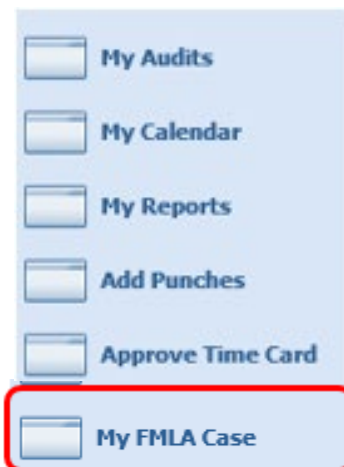 My Audits
My Calendar
My Reports
Add Punches
Approve Time Card
My FMLA Case